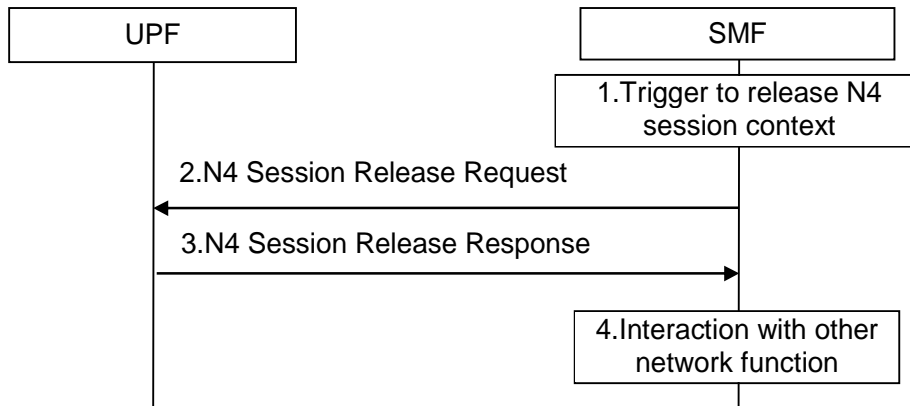 UPF
SMF
1.Trigger to release N4
session context
2.N4 Session Release Request
3.N4 Session Release Response
4.Interaction with other
network function